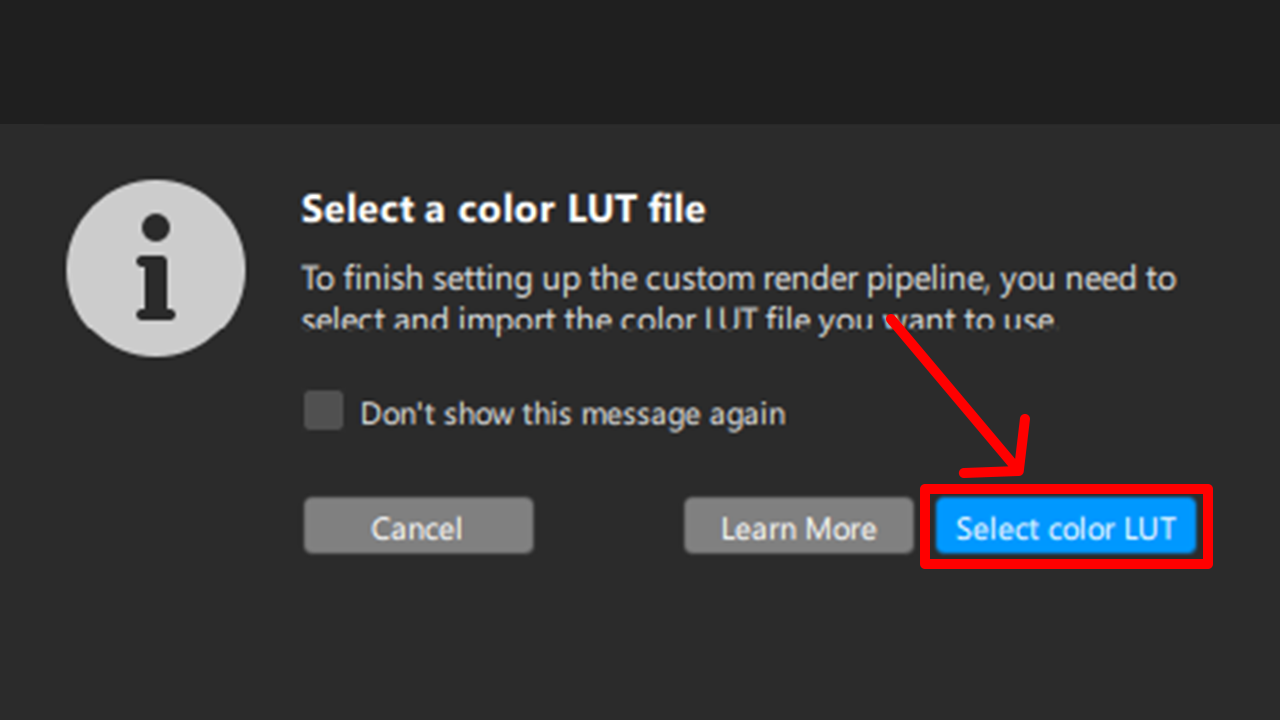 Select a color LUT file
To finish setting up the custom render pipeline, you need to
select and import the color LUT file you want to use.
Don't show this message again
Cancel
Learn More
Select color LUT